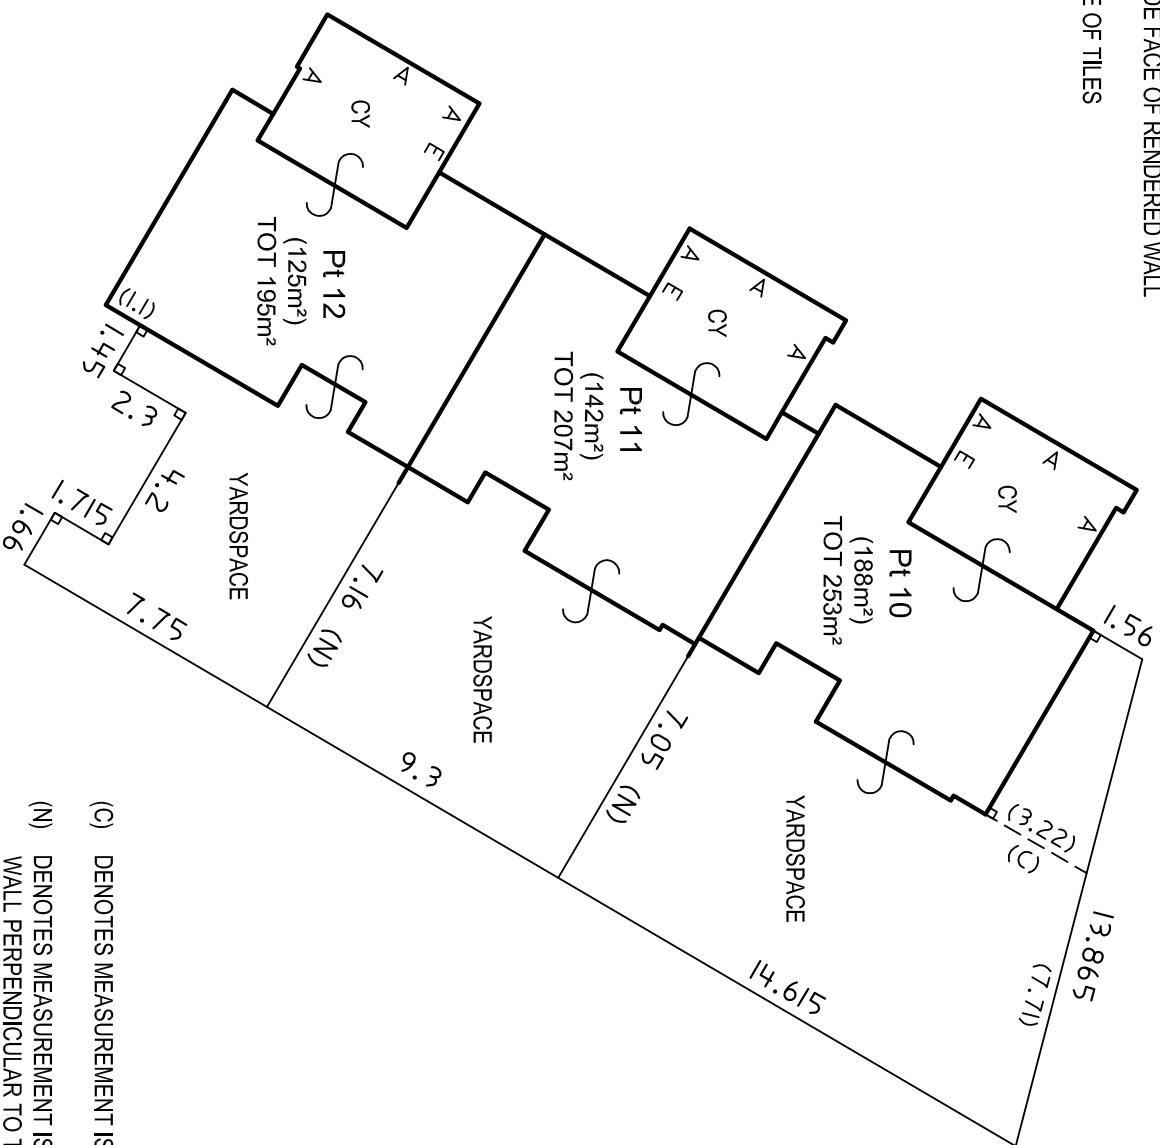 DE FACE OF RENDERED WALL
E OF TILES
A
A
A
E
CY
Pt 12
(125m²)
TOT 195m²
(1.1)
1.45
2.3
4.2
1.715
1.66
YARDSPACE
7.75
7.16 (N)
A
E
A
A
CY
Pt 11
(142m²)
TOT 207m²
YARDSPACE
9.3
7.05 (N)
A
E
A
A
CY
Pt 10
(188m²)
TOT 253m²
1.56
(3.22)
(C)
13.865
(7.71)
YARDSPACE
14.615
(C) DENOTES MEASUREMENT IS
(N) DENOTES MEASUREMENT IS
WALL PERPENDICULAR TO T